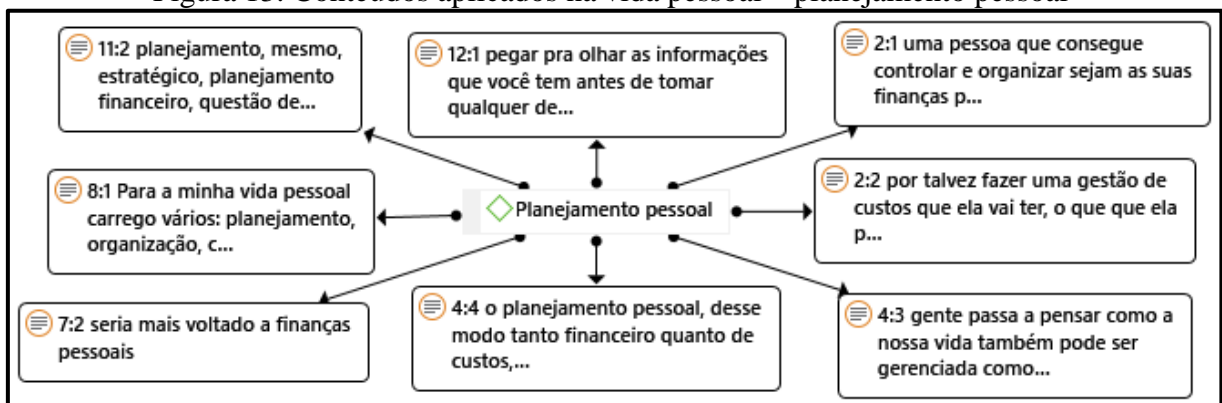 Figura 13: Conteúdos aplicados na vida pessoal – planejamento pessoal
11:2 planejamento, mesmo,
estratégico, planejamento
financeiro, questão de...
12:1 pegar pra olhar as informações
que você tem antes de tomar
qualquer de...
2:1 uma pessoa que consegue
controlar e organizar sejam as suas
finanças p...
8:1 Para a minha vida pessoal
carrego vários: planejamento,
organização, c...
Planejamento pessoal
2:2 por talvez fazer uma gestão de
custos que ela vai ter, o que que ela
p...
7:2 seria mais voltado a finanças
pessoais
4:4 o planejamento pessoal, desse
modo tanto financeiro quanto de
custos,...
4:3 gente passa a pensar como a
nossa vida também pode ser
gerenciada como...